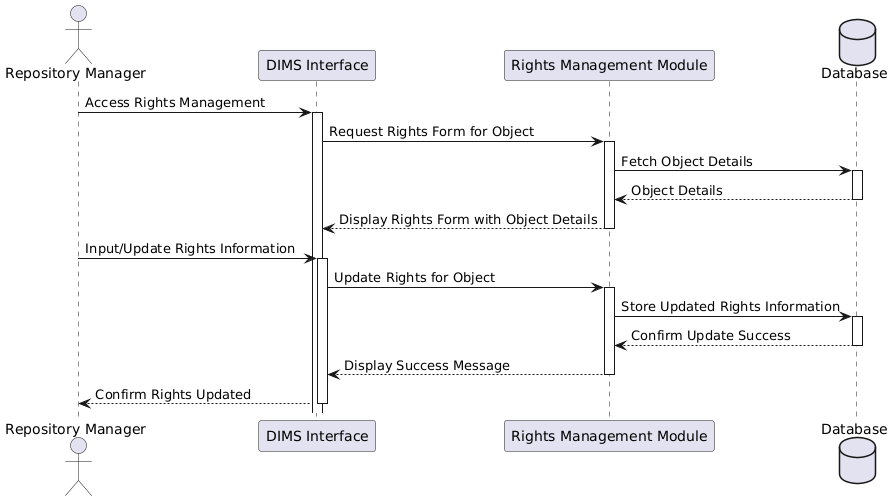 Repository Manager
DIMS Interface
Rights Management Module
Database
Access Rights Management
Request Rights Form for Object
Fetch Object Details
Object Details
Display Rights Form with Object Details
Input/Update Rights Information
Update Rights for Object
Store Updated Rights Information
Confirm Update Success
Display Success Message
Confirm Rights Updated
Repository Manager
DIMS Interface
Rights Management Module
Database